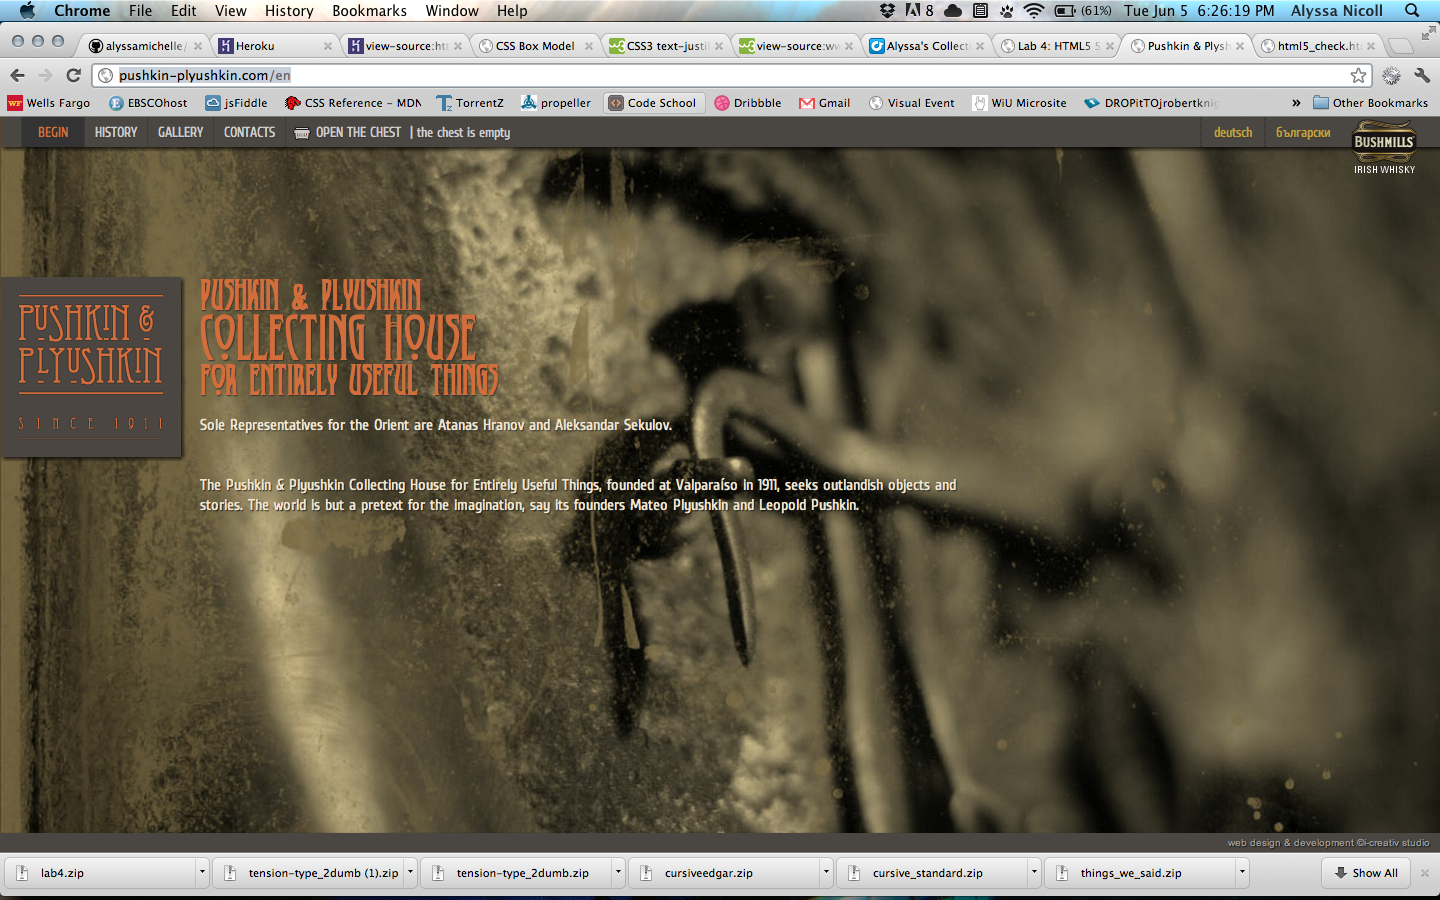 Chrome File Edit View History Bookmarks Window Help 8 (61%) Tue Jun 5 6:26:19 PM Alyssa Nicoll
alyssamichelle/ Heroku view-source:ht CSS Box Model CSS3 text-justi view-source:ww Alyssa's Collect Lab 4: HTML5 S Pushkin & Plysh html5_check.ht
pushkin-plyushkin.com/en
Wells Fargo EBSCOhost jsFiddle CSS Reference - MDN TorrentZ propeller Code School Dribbble Gmail Visual Event WiU Microsite DROPitTOjrobertknig » Other Bookmarks
BEGIN HISTORY GALLERY CONTACTS OPEN THE CHEST | the chest is empty deutsch български
BUSHMILLS
IRISH WHISKY
PUSHKIN &
PLYUSHKIN
SINCE 1911
PUSHKIN & PLYUSHKIN
COLLECTING HOUSE
FOR ENTIRELY USEFUL THINGS
Sole Representatives for the Orient are Atanas Hranov and Aleksandar Sekulov.
The Pushkin & Plyushkin Collecting House for Entirely Useful Things, founded at Valparaíso in 1911, seeks outlandish objects and
stories. The world is but a pretext for the imagination, say its founders Mateo Plyushkin and Leopold Pushkin.
web design & development ©i-creativ studio
lab4.zip tension-type_2dumb (1).zip tension-type_2dumb.zip cursiveedgar.zip cursive_standard.zip things_we_said.zip Show All